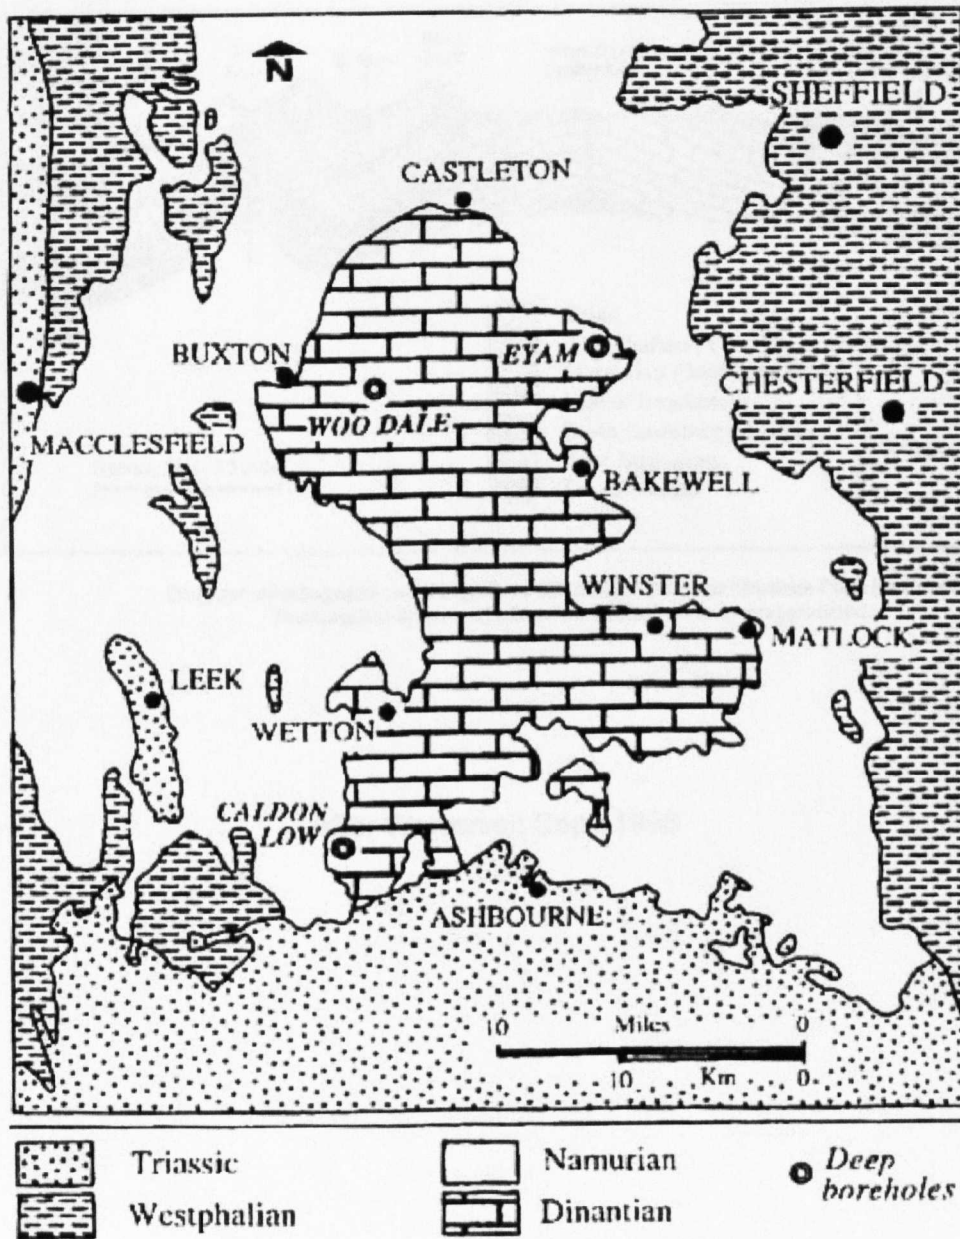 N
SHEFFIELD
CASTLETON
EYAM
BUXTON
CHESTERFIELD
WOO DALE
MACCLESFIELD
BAKEWELL
WINSTER
MATLOCK
LEEK
WETTON
CALDON
LOW
ASHBOURNE
10 Miles 0
10 Km 0
Triassic
Namurian
Deep
boreholes
Westphalian
Dinantian